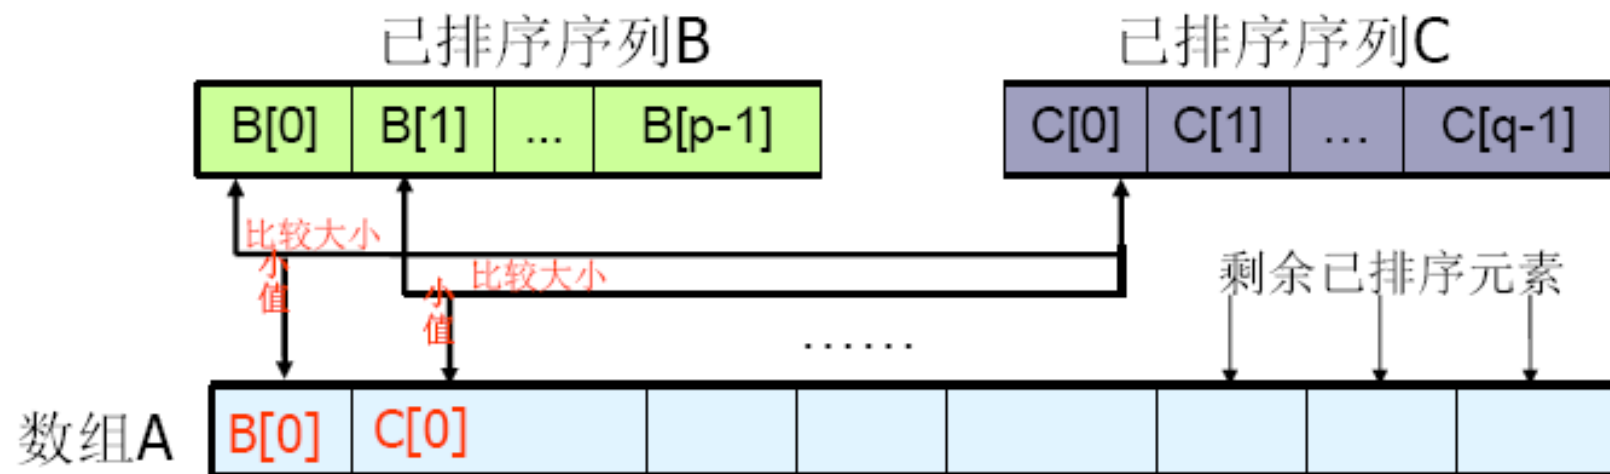 已排序序列B
已排序序列C
B[0] B[1] ... B[p-1]
C[0] C[1] ... C[q-1]
比较大小
小值
比较大小
小值
剩余已排序元素
......
数组A
B[0] C[0]